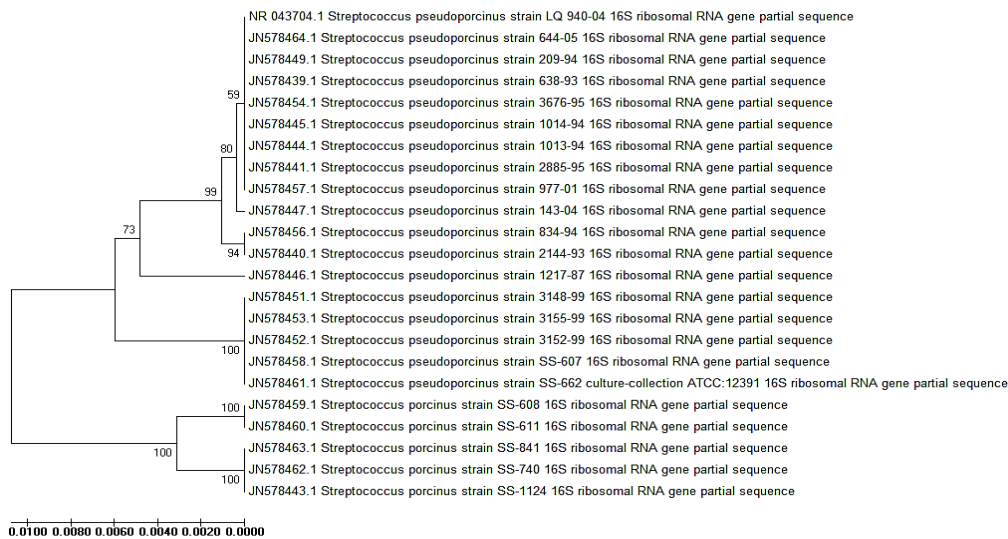 NR 043704.1 Streptococcus pseudoporcinus strain LQ 940-04 16S ribosomal RNA gene partial sequence
JN578464.1 Streptococcus pseudoporcinus strain 644-05 16S ribosomal RNA gene partial sequence
JN578449.1 Streptococcus pseudoporcinus strain 209-94 16S ribosomal RNA gene partial sequence
JN578439.1 Streptococcus pseudoporcinus strain 638-93 16S ribosomal RNA gene partial sequence
59
JN578454.1 Streptococcus pseudoporcinus strain 3676-95 16S ribosomal RNA gene partial sequence
JN578445.1 Streptococcus pseudoporcinus strain 1014-94 16S ribosomal RNA gene partial sequence
JN578444.1 Streptococcus pseudoporcinus strain 1013-94 16S ribosomal RNA gene partial sequence
80
JN578441.1 Streptococcus pseudoporcinus strain 2885-95 16S ribosomal RNA gene partial sequence
JN578457.1 Streptococcus pseudoporcinus strain 977-01 16S ribosomal RNA gene partial sequence
99
JN578447.1 Streptococcus pseudoporcinus strain 143-04 16S ribosomal RNA gene partial sequence
73
JN578456.1 Streptococcus pseudoporcinus strain 834-94 16S ribosomal RNA gene partial sequence
94
JN578440.1 Streptococcus pseudoporcinus strain 2144-93 16S ribosomal RNA gene partial sequence
JN578446.1 Streptococcus pseudoporcinus strain 1217-87 16S ribosomal RNA gene partial sequence
JN578451.1 Streptococcus pseudoporcinus strain 3148-99 16S ribosomal RNA gene partial sequence
JN578453.1 Streptococcus pseudoporcinus strain 3155-99 16S ribosomal RNA gene partial sequence
JN578452.1 Streptococcus pseudoporcinus strain 3152-99 16S ribosomal RNA gene partial sequence
100
JN578458.1 Streptococcus pseudoporcinus strain SS-607 16S ribosomal RNA gene partial sequence
JN578461.1 Streptococcus pseudoporcinus strain SS-662 culture-collection ATCC:12391 16S ribosomal RNA gene partial sequence
100
JN578459.1 Streptococcus porcinus strain SS-608 16S ribosomal RNA gene partial sequence
JN578460.1 Streptococcus porcinus strain SS-611 16S ribosomal RNA gene partial sequence
100
JN578463.1 Streptococcus porcinus strain SS-841 16S ribosomal RNA gene partial sequence
JN578462.1 Streptococcus porcinus strain SS-740 16S ribosomal RNA gene partial sequence
100
JN578443.1 Streptococcus porcinus strain SS-1124 16S ribosomal RNA gene partial sequence
0.0100 0.0080 0.0060 0.0040 0.0020 0.0000